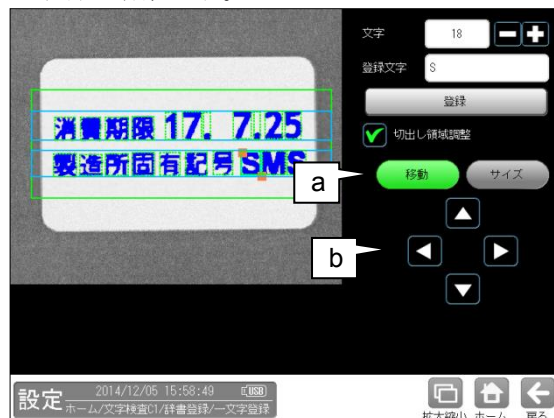 消費期限 17. 7.25
製造所固有記号SMS
文字 18
登録文字 S
登録
切出し領域調整
移動 サイズ
a
b
設定
2014/12/05 15:58:49 USB
ホーム/文字検査C1/辞書登録/一文字登録
拡大縮小 ホーム 戻る